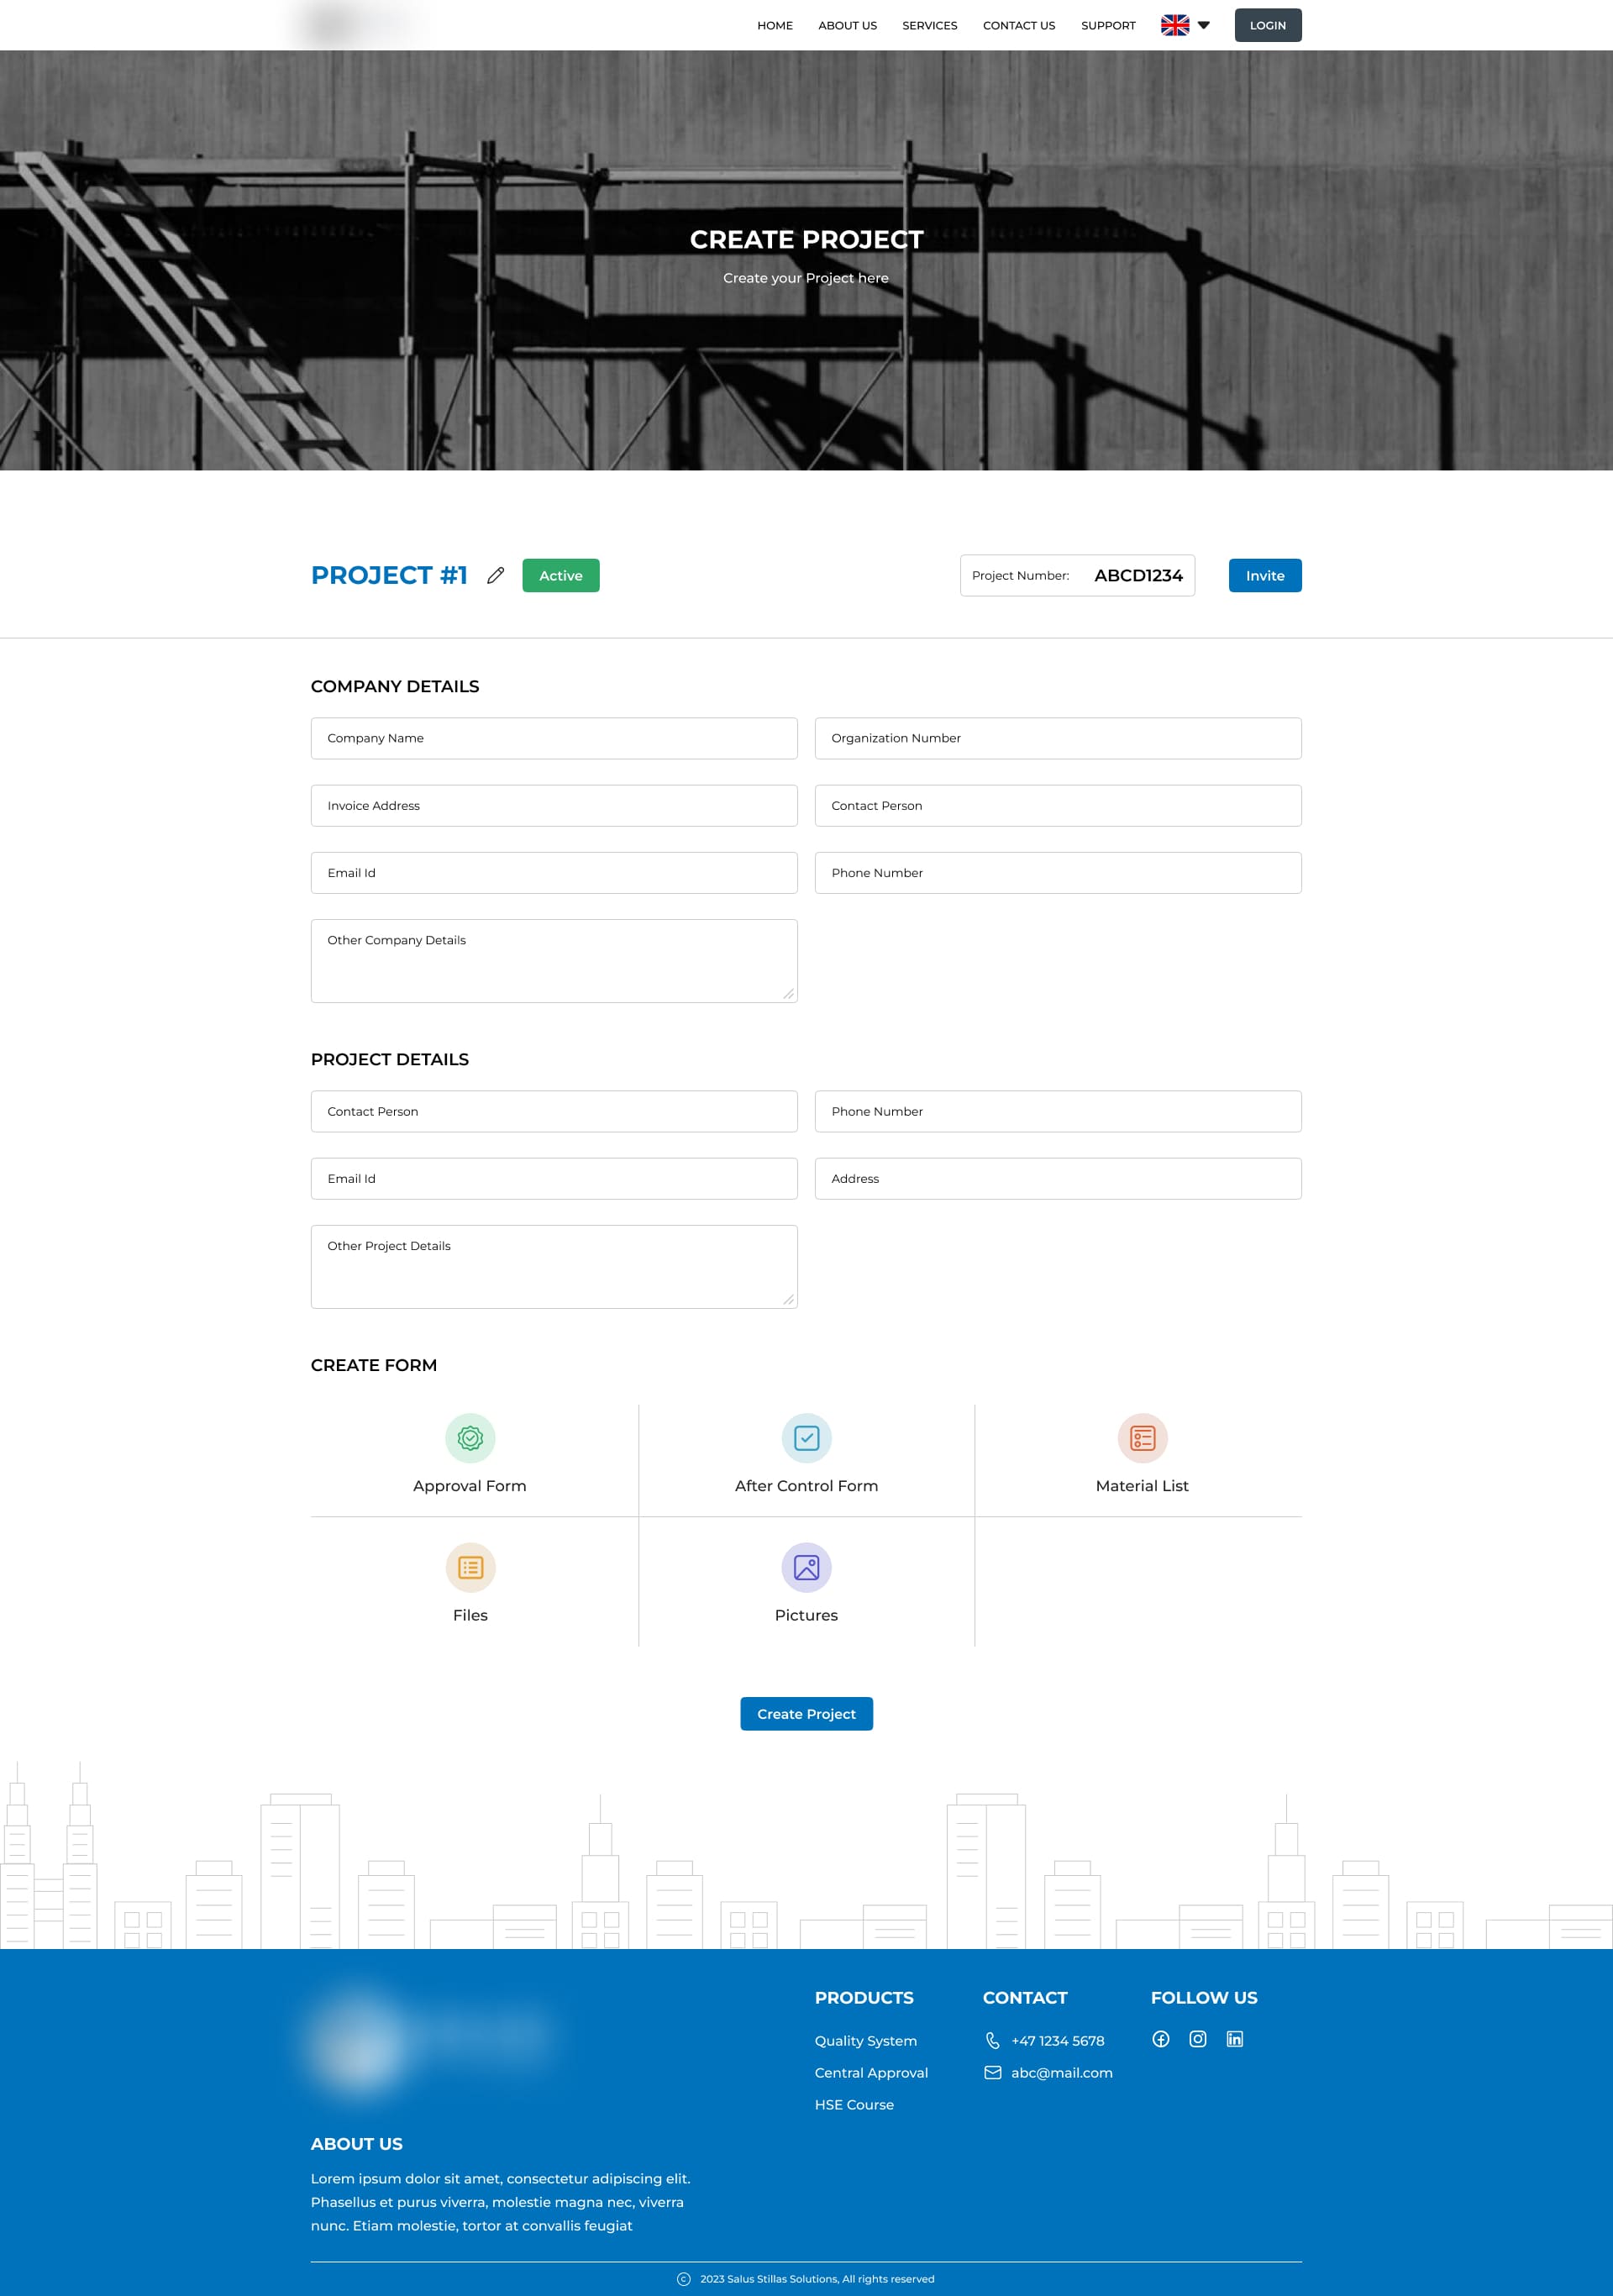 HOME ABOUT US SERVICES CONTACT US SUPPORT LOGIN
CREATE PROJECT
Create your Project here
PROJECT #1 Active Project Number: ABCD1234 Invite
COMPANY DETAILS
Company Name Organization Number
Invoice Address Contact Person
Email Id Phone Number
Other Company Details
PROJECT DETAILS
Contact Person Phone Number
Email Id Address
Other Project Details
CREATE FORM
Approval Form After Control Form Material List
Files Pictures
Create Project
PRODUCTS CONTACT FOLLOW US
Quality System +47 1234 5678
Central Approval abc@mail.com
HSE Course
ABOUT US
Lorem ipsum dolor sit amet, consectetur adipiscing elit.
Phasellus et purus viverra, molestie magna nec, viverra
nunc. Etiam molestie, tortor at convallis feugiat
© 2023 Salus Stillas Solutions, All rights reserved